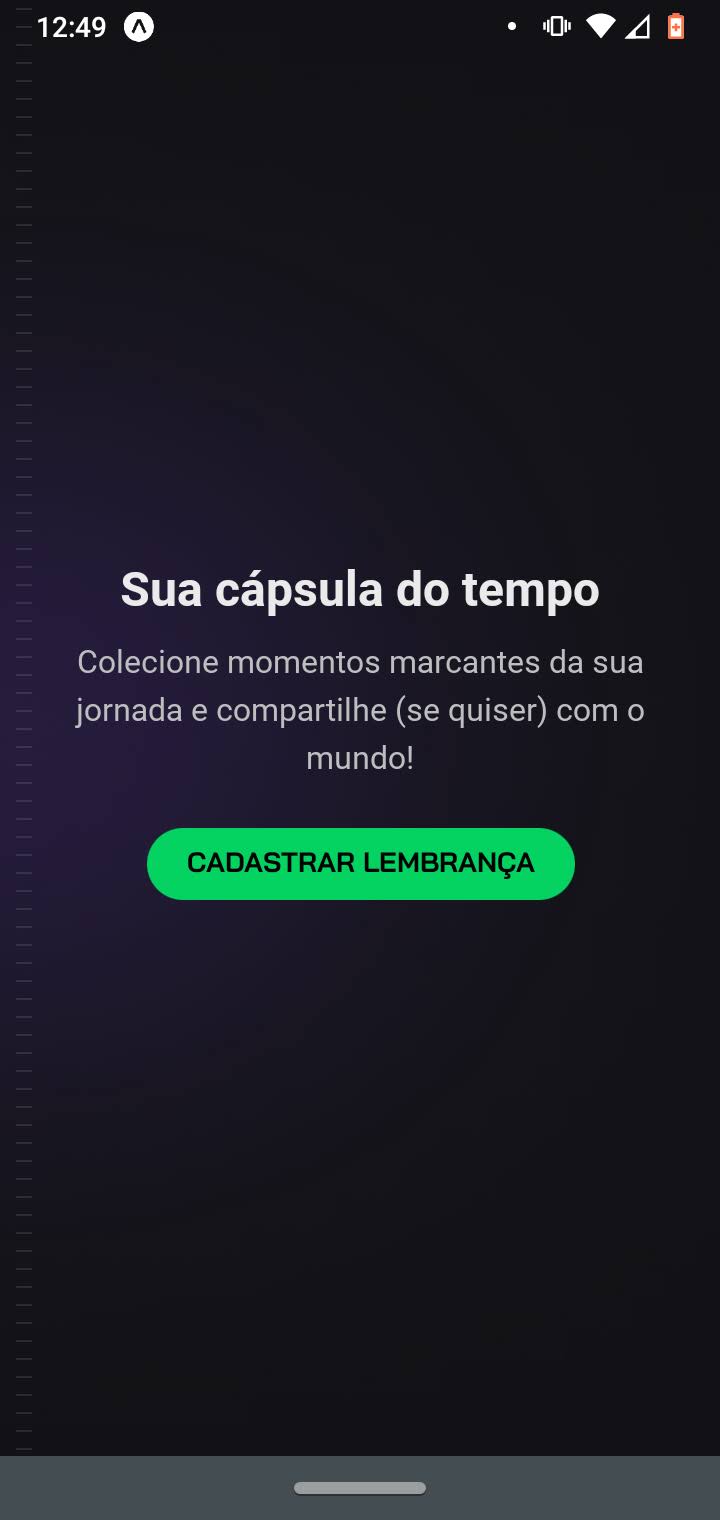 12:49
Sua cápsula do tempo
Colecione momentos marcantes da sua
jornada e compartilhe (se quiser) com o
mundo!
CADASTRAR LEMBRANÇA